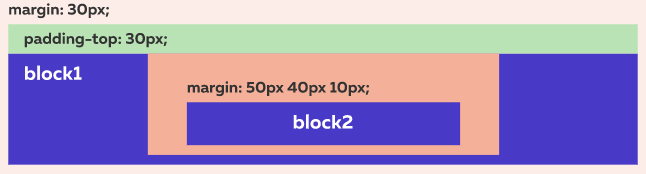 margin: 30px;
padding-top: 30px;
block1
margin: 50px 40px 10px;
block2